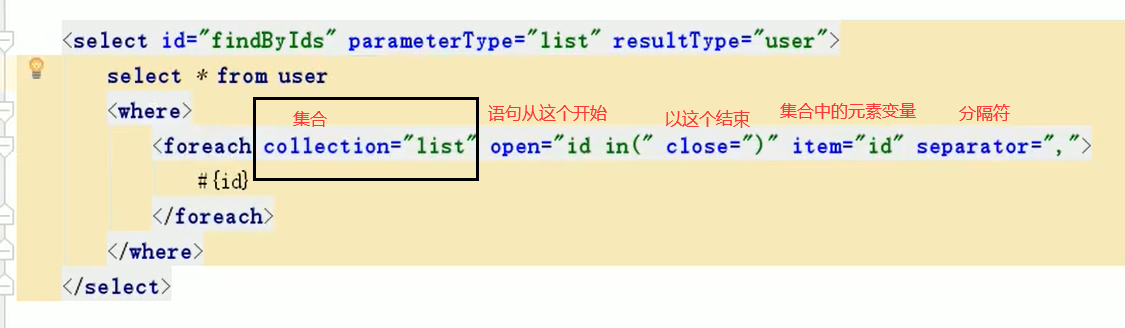 <select id="findByIds" parameterType="list" resultType="user">
select * from user
<where>
集合 语句从这个开始 以这个结束 集合中的元素变量 分隔符
<foreach collection="list" open="id in(" close=")" item="id" separator=",">
#{id}
</foreach>
</where>
</select>